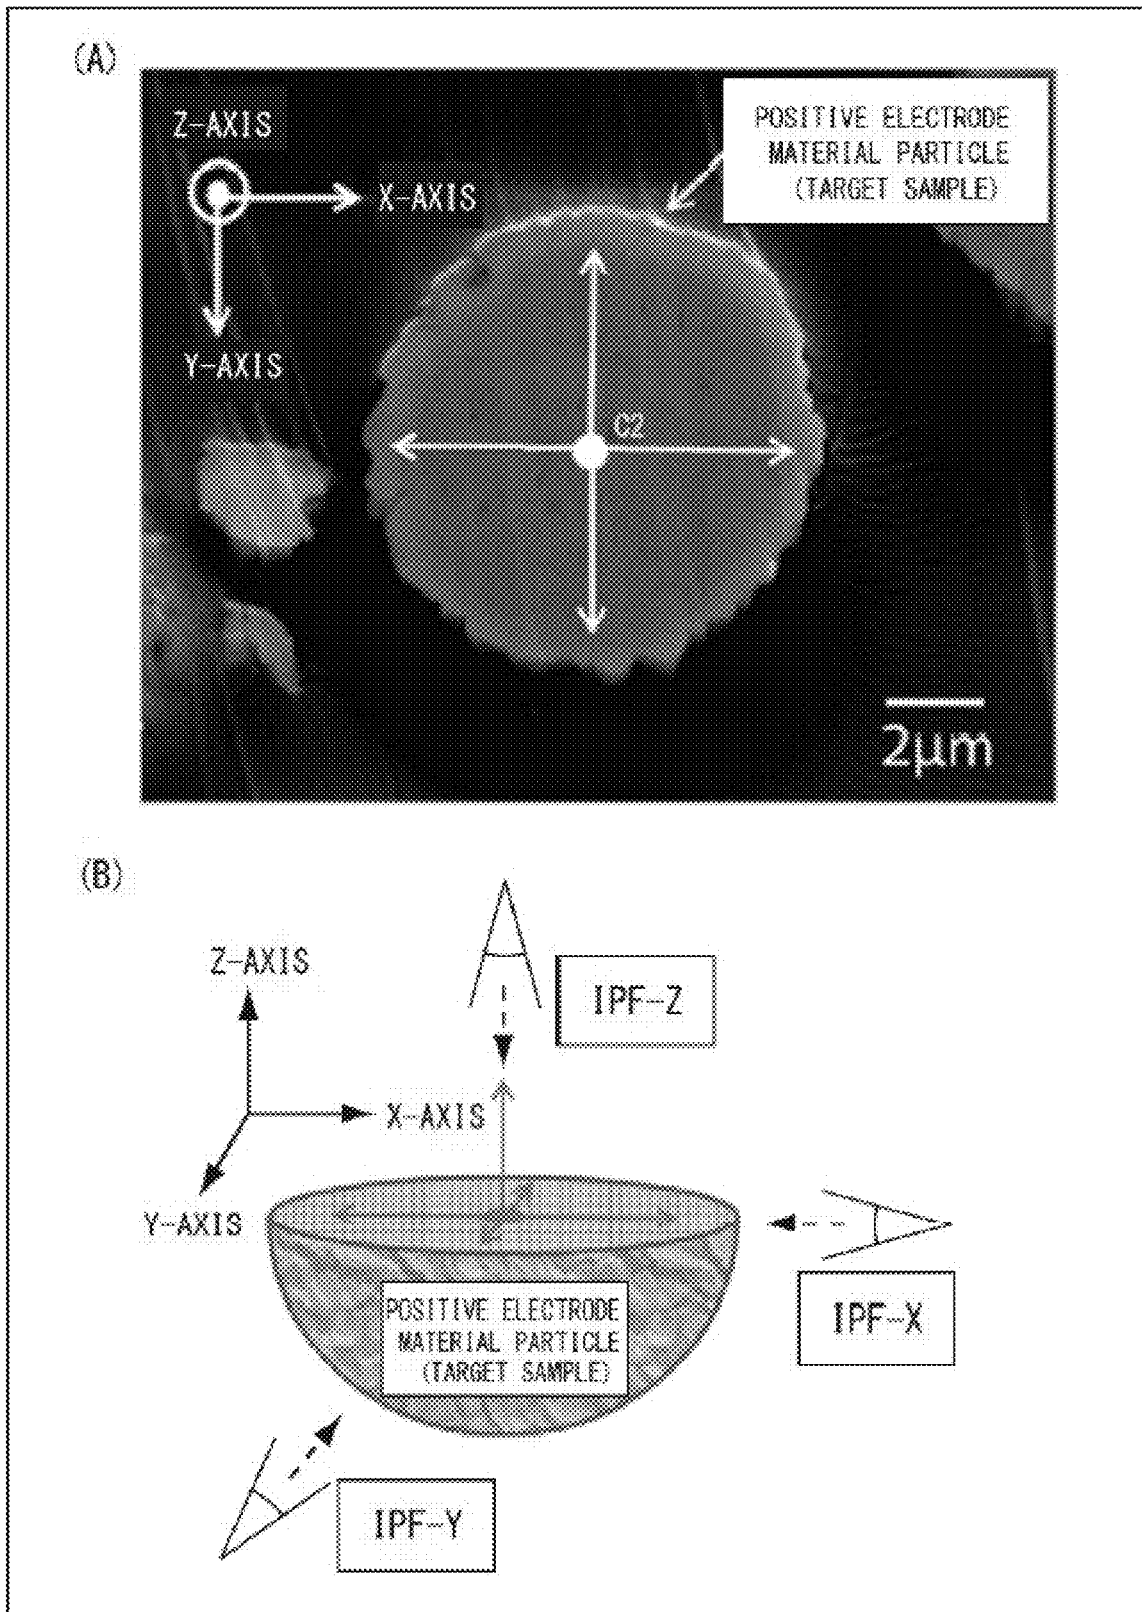 (A)
Z-AXIS
X-AXIS
Y-AXIS
POSITIVE ELECTRODE
MATERIAL PARTICLE
(TARGET SAMPLE)
C2
2μm
(B)
Z-AXIS
X-AXIS
Y-AXIS
IPF-Z
IPF-X
POSITIVE ELECTRODE
MATERIAL PARTICLE
(TARGET SAMPLE)
IPF-Y